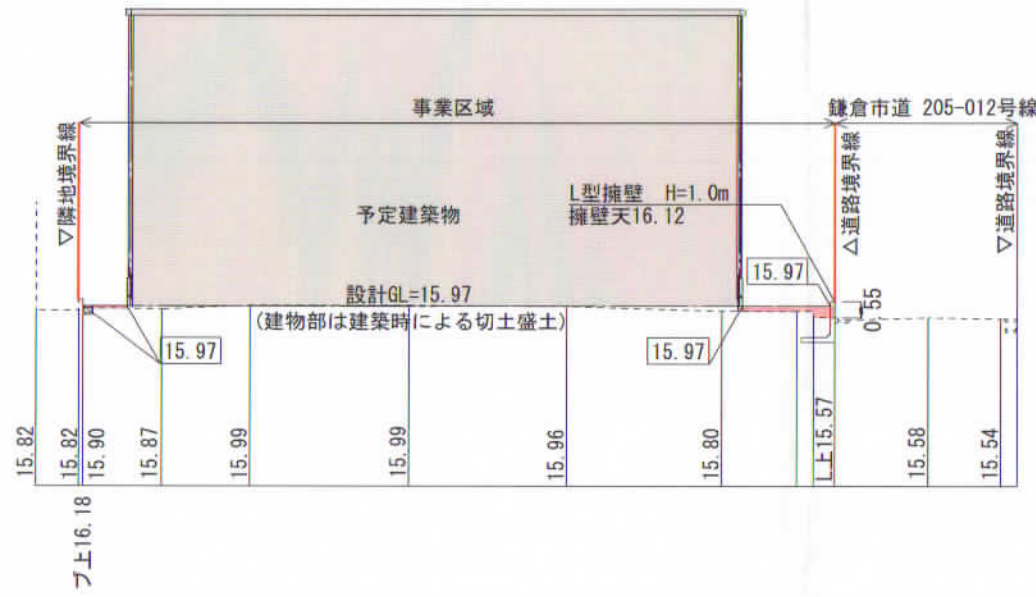 事業区域
鎌倉市道 205-012号線
▽隣地境界線
△道路境界線
▽道路境界線
L型擁壁 H=1.0m
擁壁天16.12
予定建築物
15.97
設計GL=15.97
(建物部は建築時による切土盛土)
0.55
15.97
15.97
15.82
15.82
15.90
15.87
15.99
15.99
15.96
15.80
L上15.57
15.58
15.54
ブ上16.18